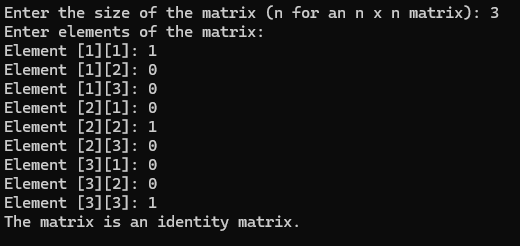 Enter the size of the matrix (n for an n x n matrix): 3
Enter elements of the matrix:
Element [1][1]: 1
Element [1][2]: 0
Element [1][3]: 0
Element [2][1]: 0
Element [2][2]: 1
Element [2][3]: 0
Element [3][1]: 0
Element [3][2]: 0
Element [3][3]: 1
The matrix is an identity matrix.